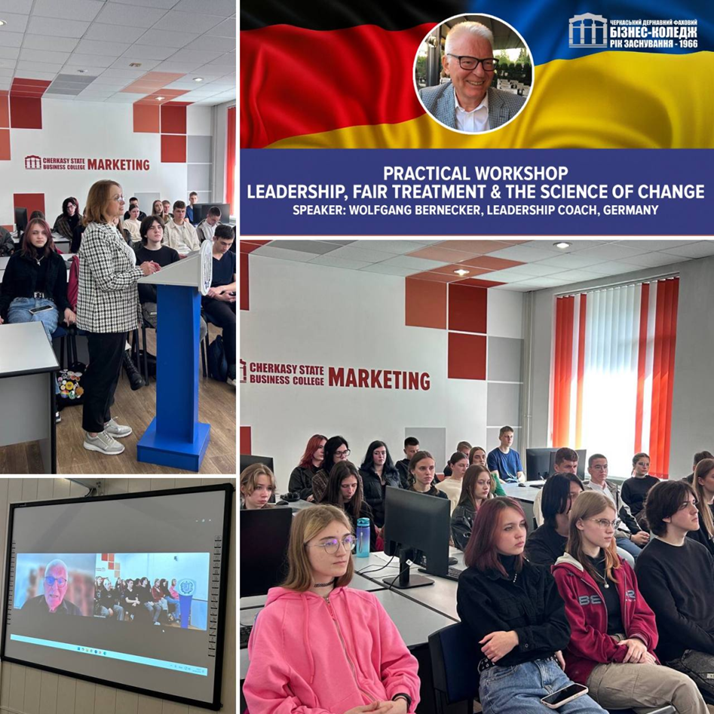 CHERKASY STATE
BUSINESS COLLEGE MARKETING
ЧЕРКАСЬКИЙ ДЕРЖАВНИЙ ФАХОВИЙ
БІЗНЕС-КОЛЕДЖ
РІК ЗАСНУВАННЯ - 1966
PRACTICAL WORKSHOP
LEADERSHIP, FAIR TREATMENT & THE SCIENCE OF CHANGE
SPEAKER: WOLFGANG BERNECKER, LEADERSHIP COACH, GERMANY
CHERKASY STATE
BUSINESS COLLEGE MARKETING